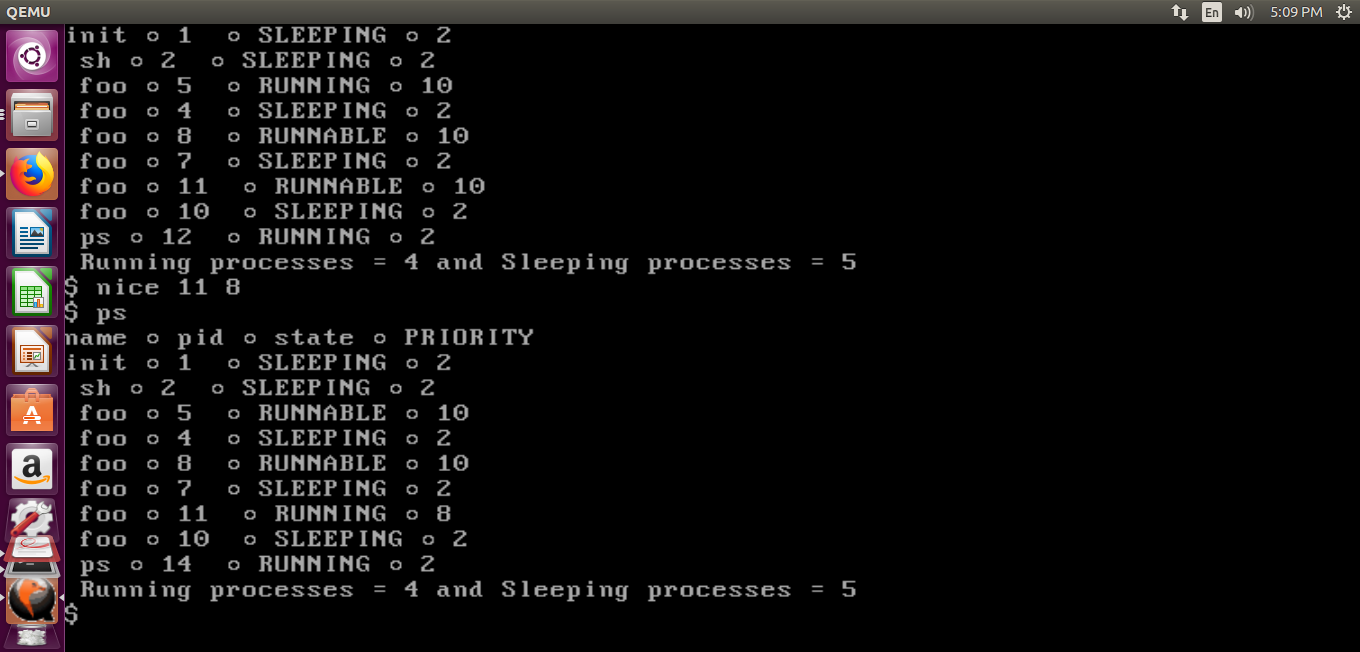 QEMU En 5:09 PM
init o 1 o SLEEPING o 2
sh o 2 o SLEEPING o 2
foo o 5 o RUNNING o 10
foo o 4 o SLEEPING o 2
foo o 8 o RUNNABLE o 10
foo o 7 o SLEEPING o 2
foo o 11 o RUNNABLE o 10
foo o 10 o SLEEPING o 2
ps o 12 o RUNNING o 2
Running processes = 4 and Sleeping processes = 5
$ nice 11 8
$ ps
name o pid o state o PRIORITY
init o 1 o SLEEPING o 2
sh o 2 o SLEEPING o 2
foo o 5 o RUNNABLE o 10
foo o 4 o SLEEPING o 2
foo o 8 o RUNNABLE o 10
foo o 7 o SLEEPING o 2
foo o 11 o RUNNING o 8
foo o 10 o SLEEPING o 2
ps o 14 o RUNNING o 2
Running processes = 4 and Sleeping processes = 5
$